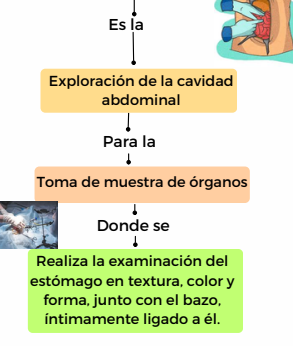 Es la
Exploración de la cavidad
abdominal
Para la
Toma de muestra de órganos
Donde se
Realiza la examinación del
estómago en textura, color y
forma, junto con el bazo,
íntimamente ligado a él.